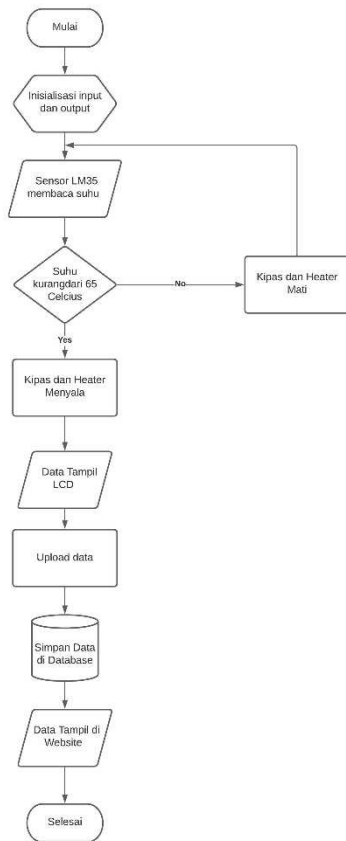 Mulai
Inisialisasi input
dan output
Sensor LM35
membaca suhu
Suhu
kurangdari 65
Celcius
No
Kipas dan Heater
Mati
Yes
Kipas dan Heater
Menyala
Data Tampil
LCD
Upload data
Simpan Data
di Database
Data Tampil di
Website
Selesai